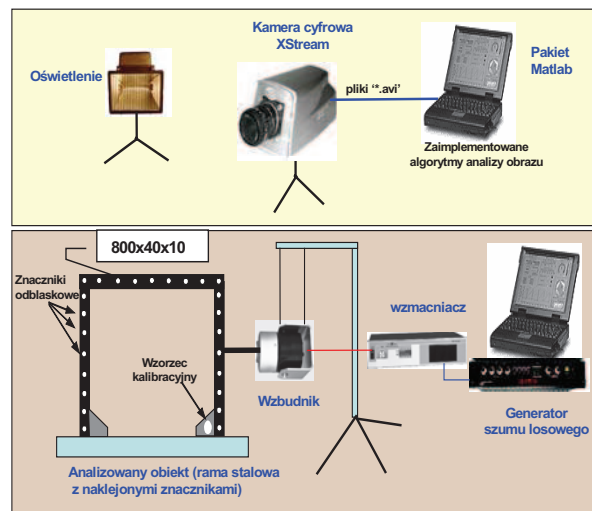 Kamera cyfrowa
XStream
Oświetlenie
Pakiet
Matlab
pliki '*.avi'
Zaimplementowane
algorytmy analizy obrazu
800x40x10
Znaczniki
odblaskowe
wzmacniacz
Wzorzec
kalibracyjny
Wzbudnik
Generator
szumu losowego
Analizowany obiekt (rama stalowa
z naklejonymi znacznikami)